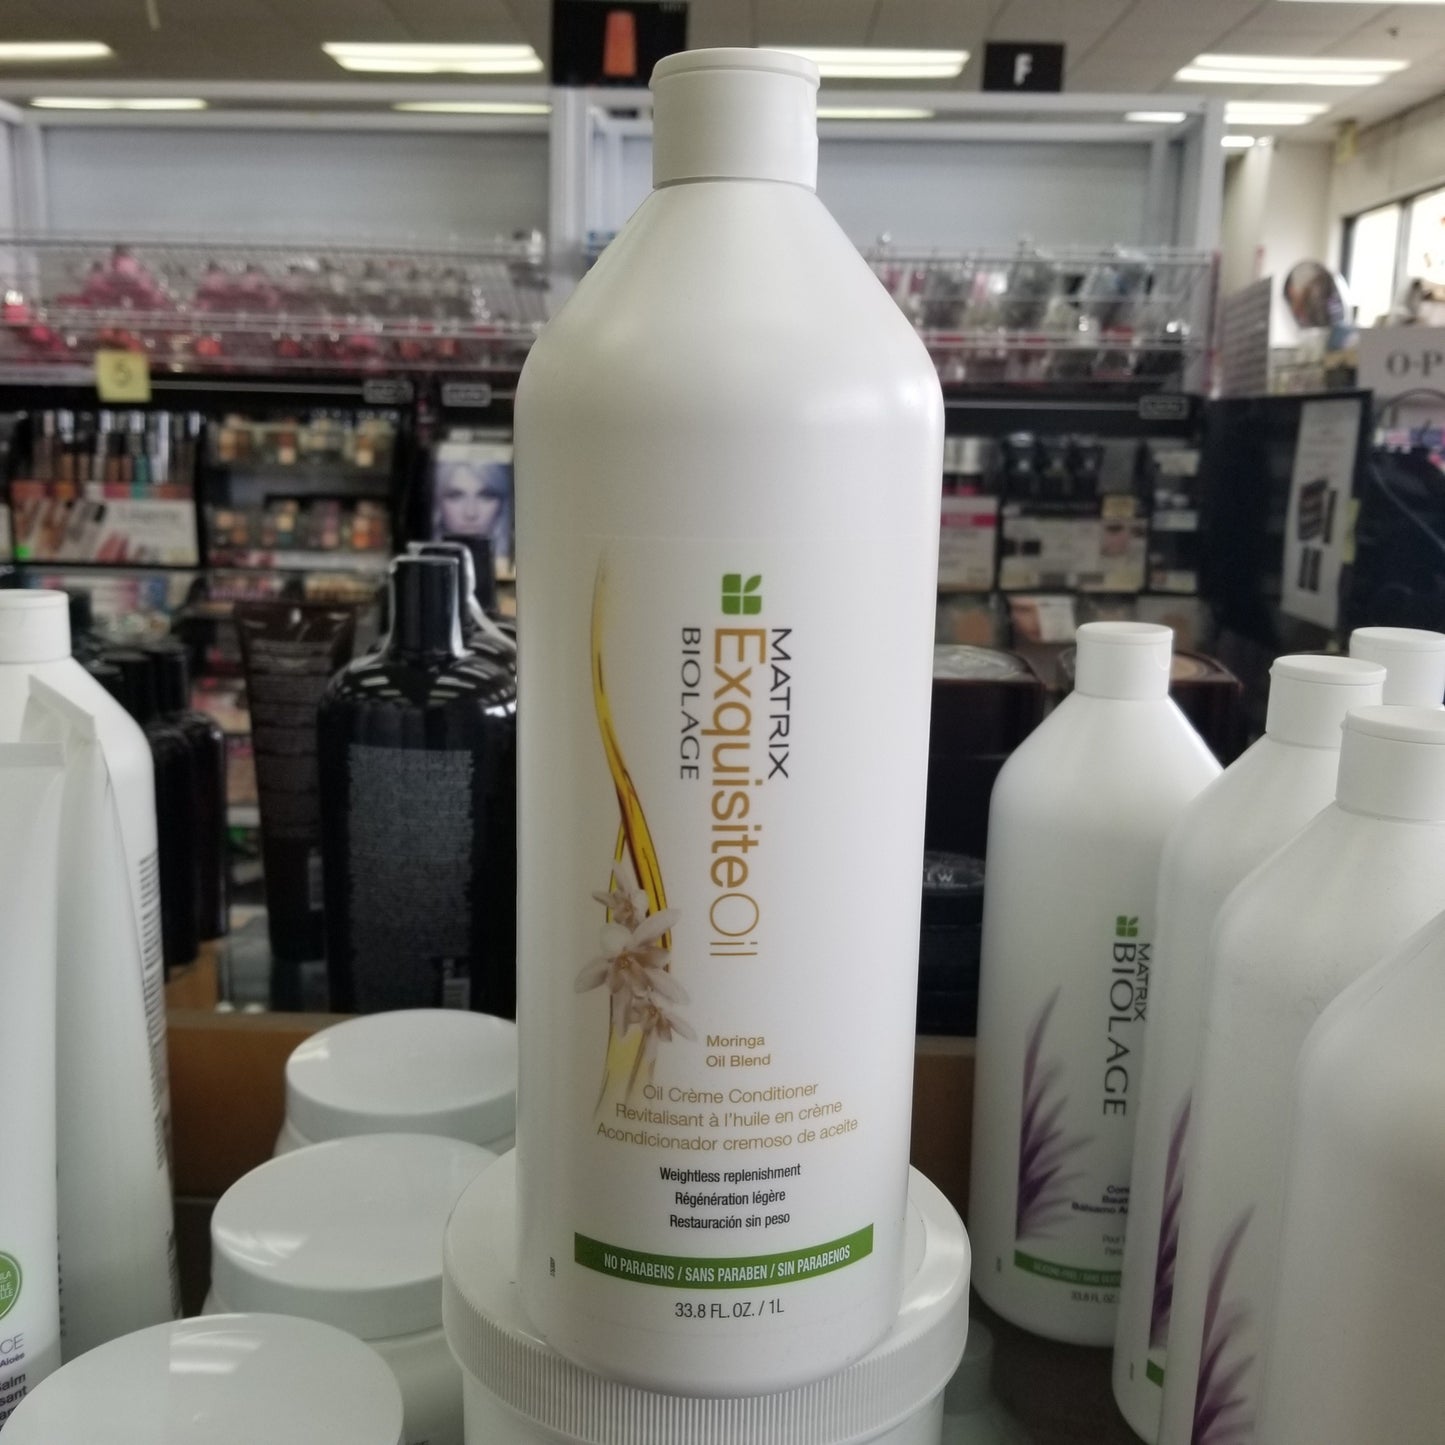 F
O·P
S
MATRIX
ExquisiteOil
BIOLAGE
Moringa
Oil Blend
Oil Crème Conditioner
Revitalisant à l'huile en crème
Acondicionador cremoso de aceite
Weightless replenishment
Régénération légère
Restauración sin peso
NO PARABENS / SANS PARABEN / SIN PARABENOS
33.8 FL. OZ. / 1L
MATRIX
BIOLAGE